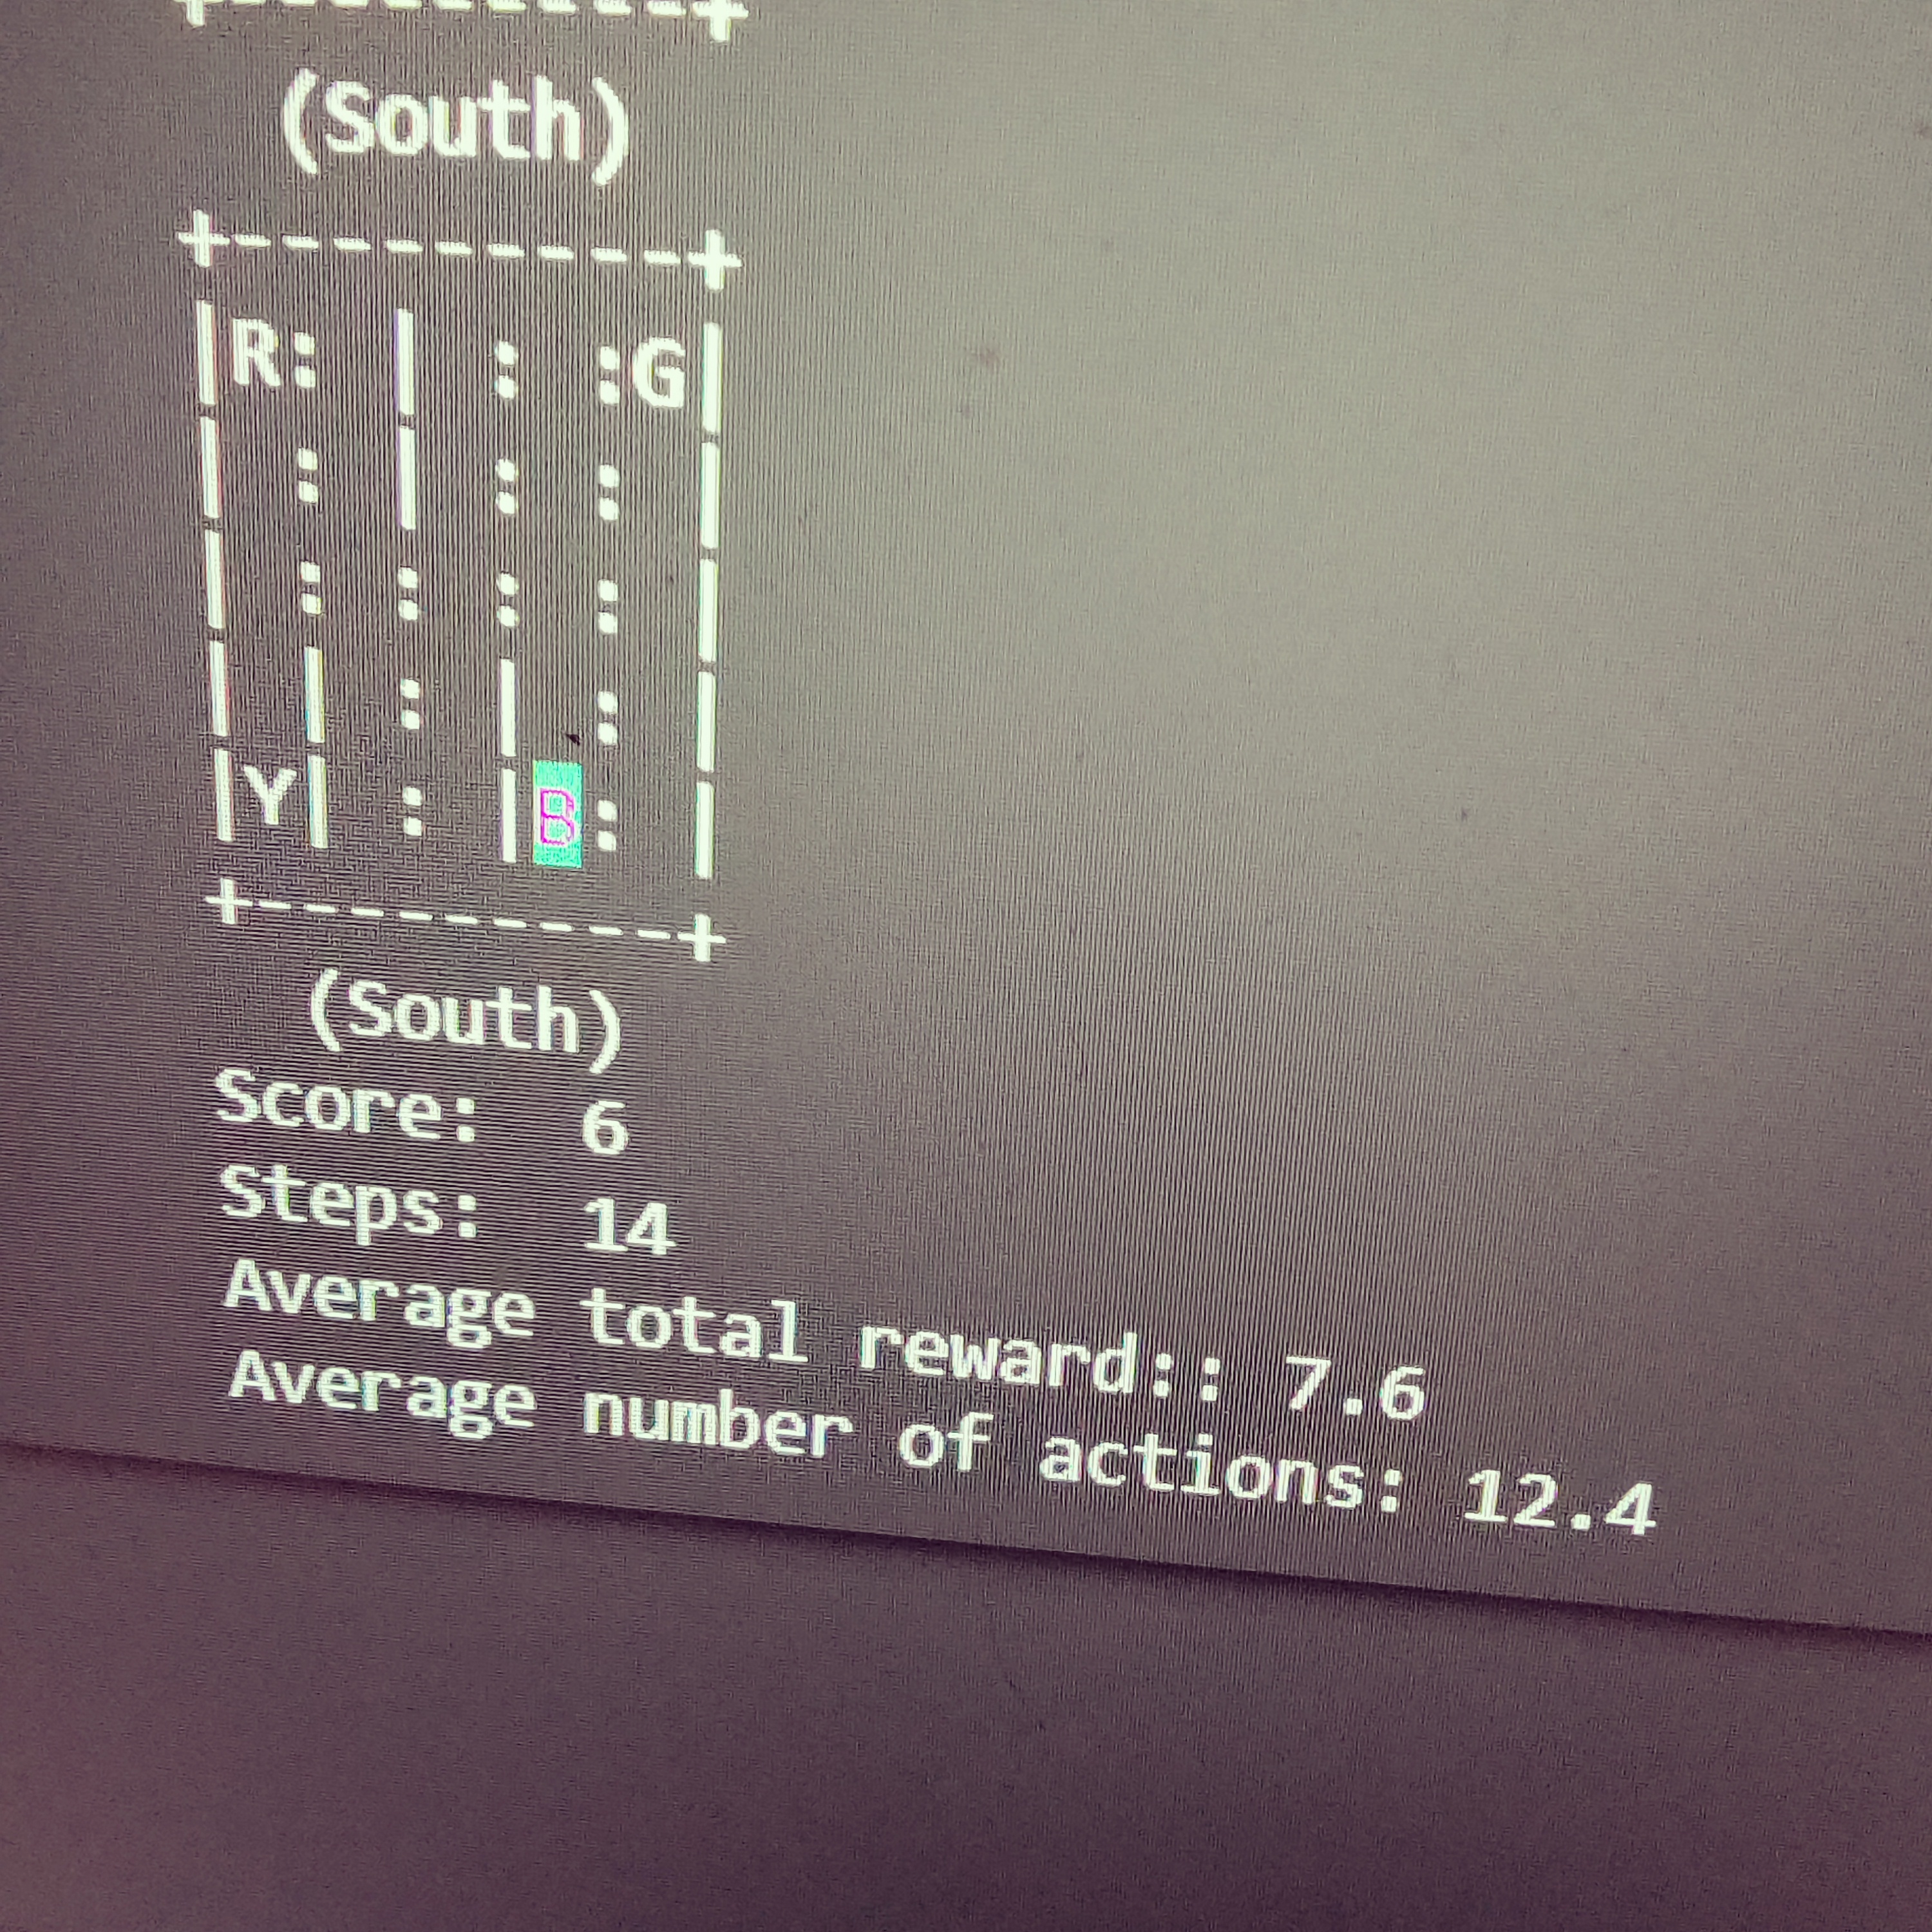 +---------+
(South)
+---------+
|R: | : :G|
| : | : : |
| : : : : |
| | : | : |
|Y| : |B: |
+---------+
(South)
Score:  6
Steps:  14
Average total reward:: 7.6
Average number of actions: 12.4